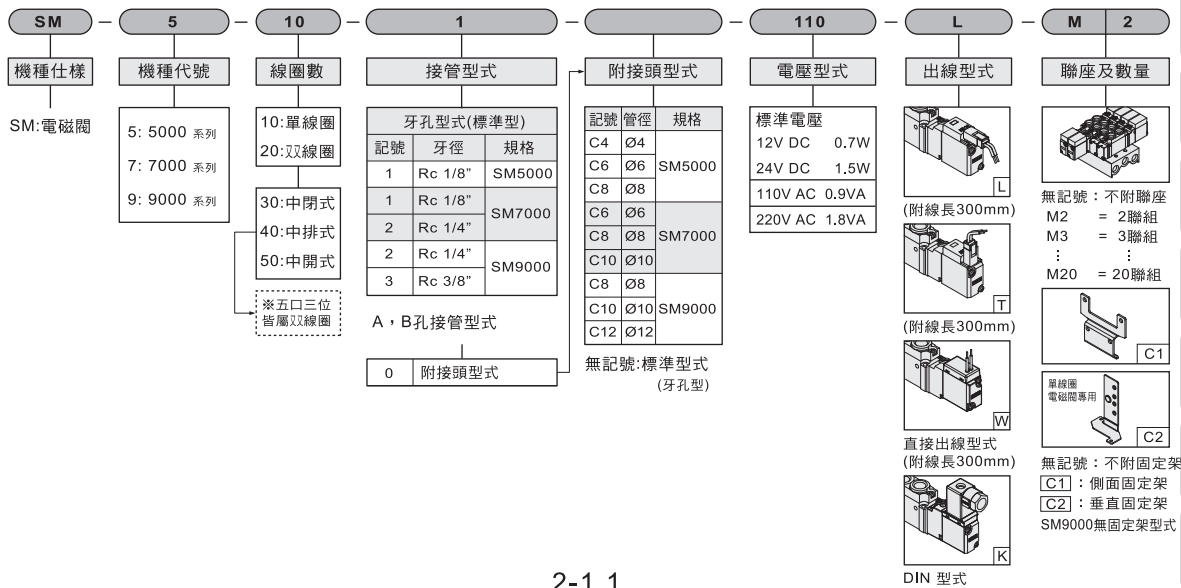 SM - 5 - 10 - 1 - - 110 - L - M 2
機種仕樣
SM:電磁閥
機種代號
5: 5000 系列
7: 7000 系列
9: 9000 系列
線圈數
10:單線圈
20:双線圈
30:中閉式
40:中排式
50:中開式
※五口三位
皆屬双線圈
接管型式
牙孔型式(標準型)
記號 牙徑 規格
1 Rc 1/8” SM5000
1 Rc 1/8” SM7000
2 Rc 1/4”
2 Rc 1/4” SM9000
3 Rc 3/8”
A，B孔接管型式
0 附接頭型式
附接頭型式
記號 管徑 規格
C4 Ø4
C6 Ø6 SM5000
C8 Ø8
C6 Ø6
C8 Ø8 SM7000
C10 Ø10
C8 Ø8
C10 Ø10 SM9000
C12 Ø12
無記號:標準型式
(牙孔型)
電壓型式
標準電壓
12V DC 0.7W
24V DC 1.5W
110V AC 0.9VA
220V AC 1.8VA
出線型式
L
(附線長300mm)
T
(附線長300mm)
W
直接出線型式
(附線長300mm)
K
DIN 型式
聯座及數量
無記號：不附聯座
M2 = 2聯組
M3 = 3聯組
⋮ ⋮
M20 = 20聯組
C1
單線圈
電磁閥專用
C2
無記號：不附固定架
C1：側面固定架
C2：垂直固定架
SM9000無固定架型式
2-1.1